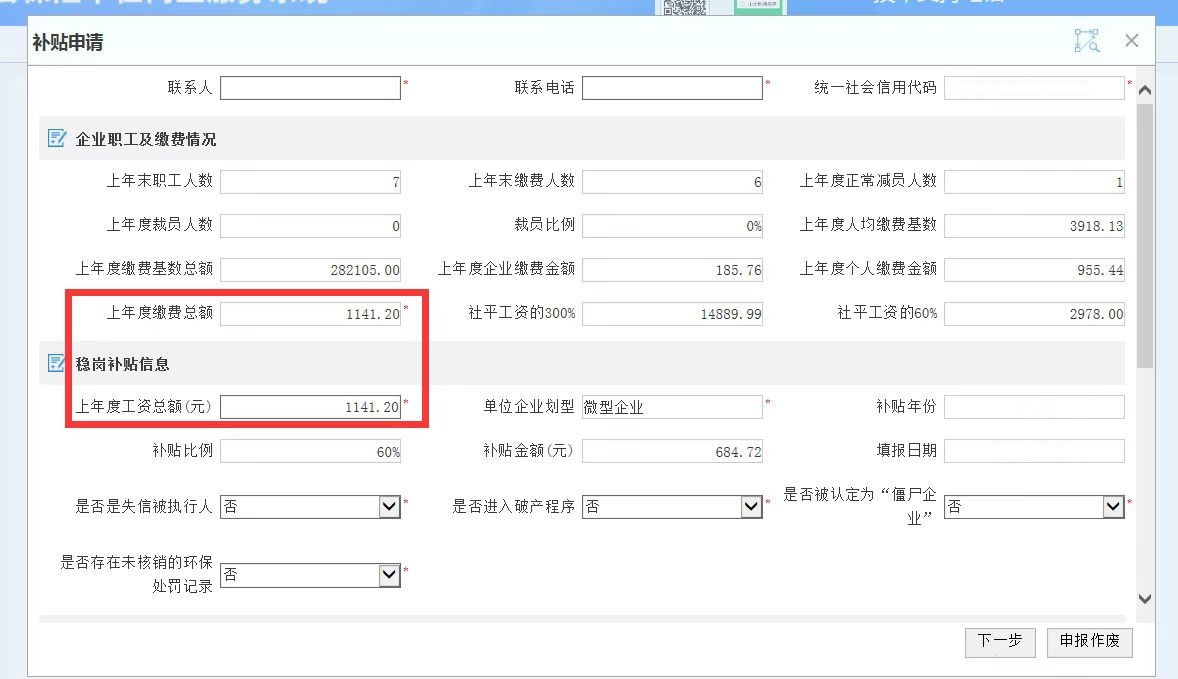 补贴申请
联系人 * 联系电话 * 统一社会信用代码 *
企业职工及缴费情况
上年末职工人数 7 上年末缴费人数 6 上年度正常减员人数 1
上年度裁员人数 0 裁员比例 0% 上年度人均缴费基数 3918.13
上年度缴费基数总额 282105.00 上年度企业缴费金额 185.76 上年度个人缴费金额 955.44
上年度缴费总额 1141.20 * 社平工资的300% 14889.99 社平工资的60% 2978.00
稳岗补贴信息
上年度工资总额(元) 1141.20 * 单位企业划型 微型企业 * 补贴年份
补贴比例 60% 补贴金额(元) 684.72 填报日期
是否是失信被执行人 否 * 是否进入破产程序 否 * 是否被认定为“僵尸企
业” 否 *
是否存在未核销的环保
处罚记录 否 *
下一步 申报作废